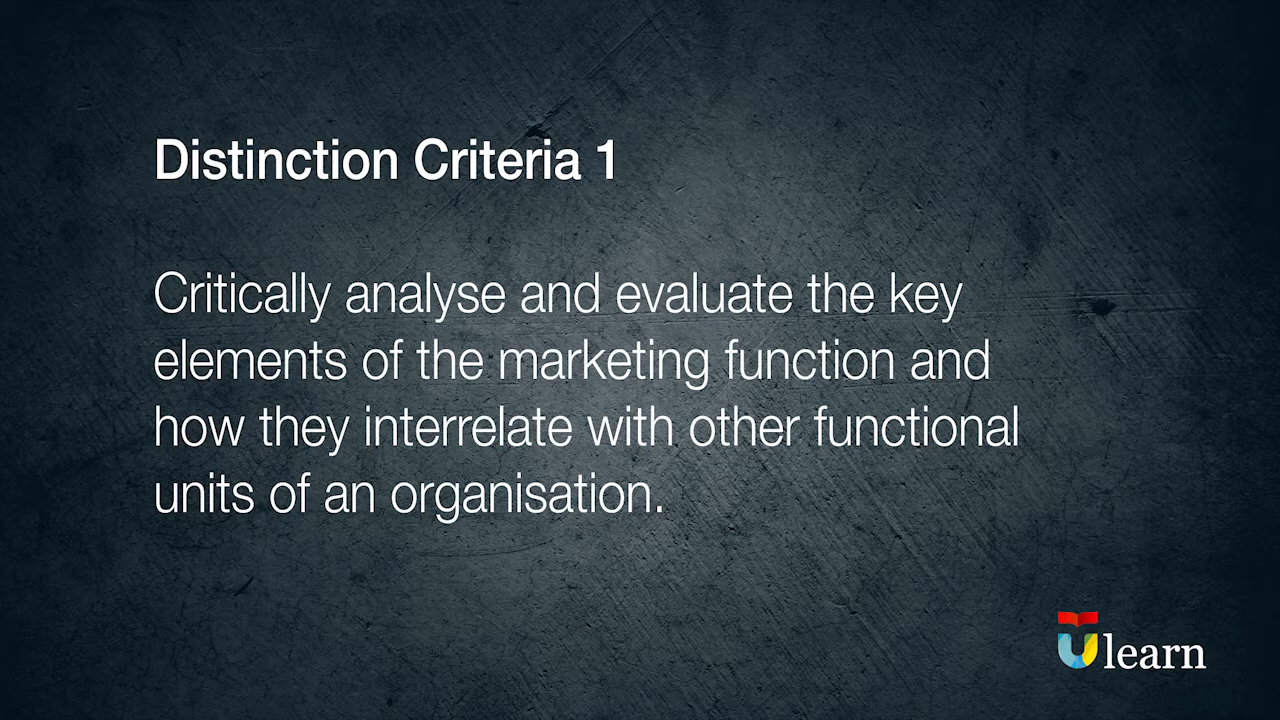 Distinction Criteria 1
Critically analyse and evaluate the key
elements of the marketing function and
how they interrelate with other functional
units of an organisation.
U learn